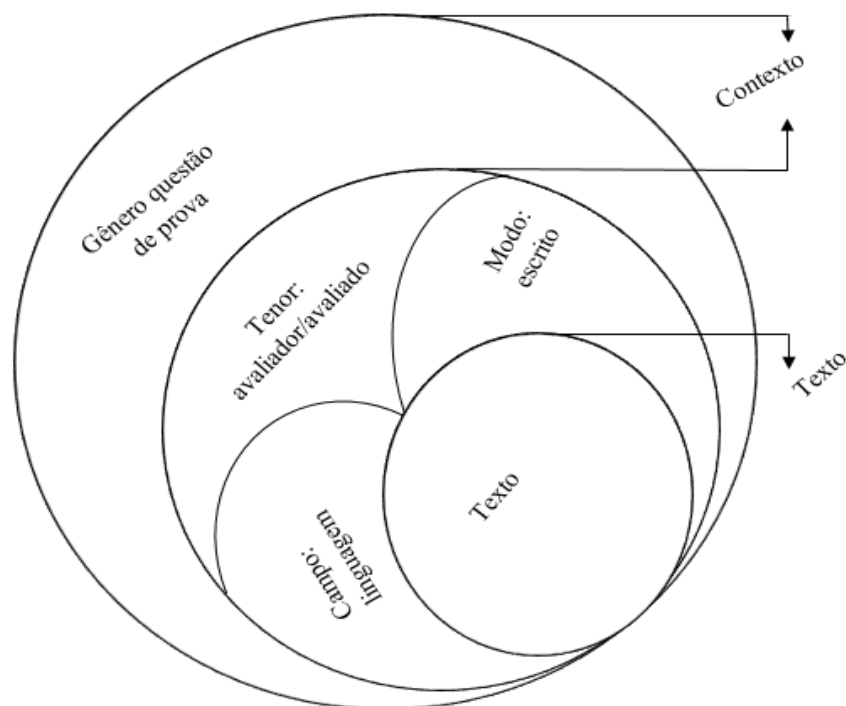 Contexto
Gênero questão
de prova
Modo:
escrito
Tenor:
avaliador/avaliado
Texto
Texto
Campo:
linguagem